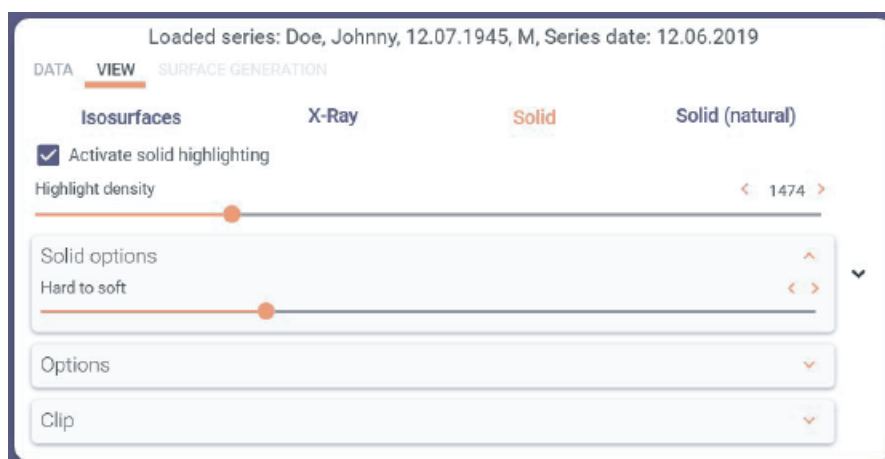 Loaded series: Doe, Johnny, 12.07.1945, M, Series date: 12.06.2019
DATA VIEW SURFACE GENERATION
Isosurfaces X-Ray Solid Solid (natural)
Activate solid highlighting
Highlight density 1474
Solid options
Hard to soft
Options
Clip